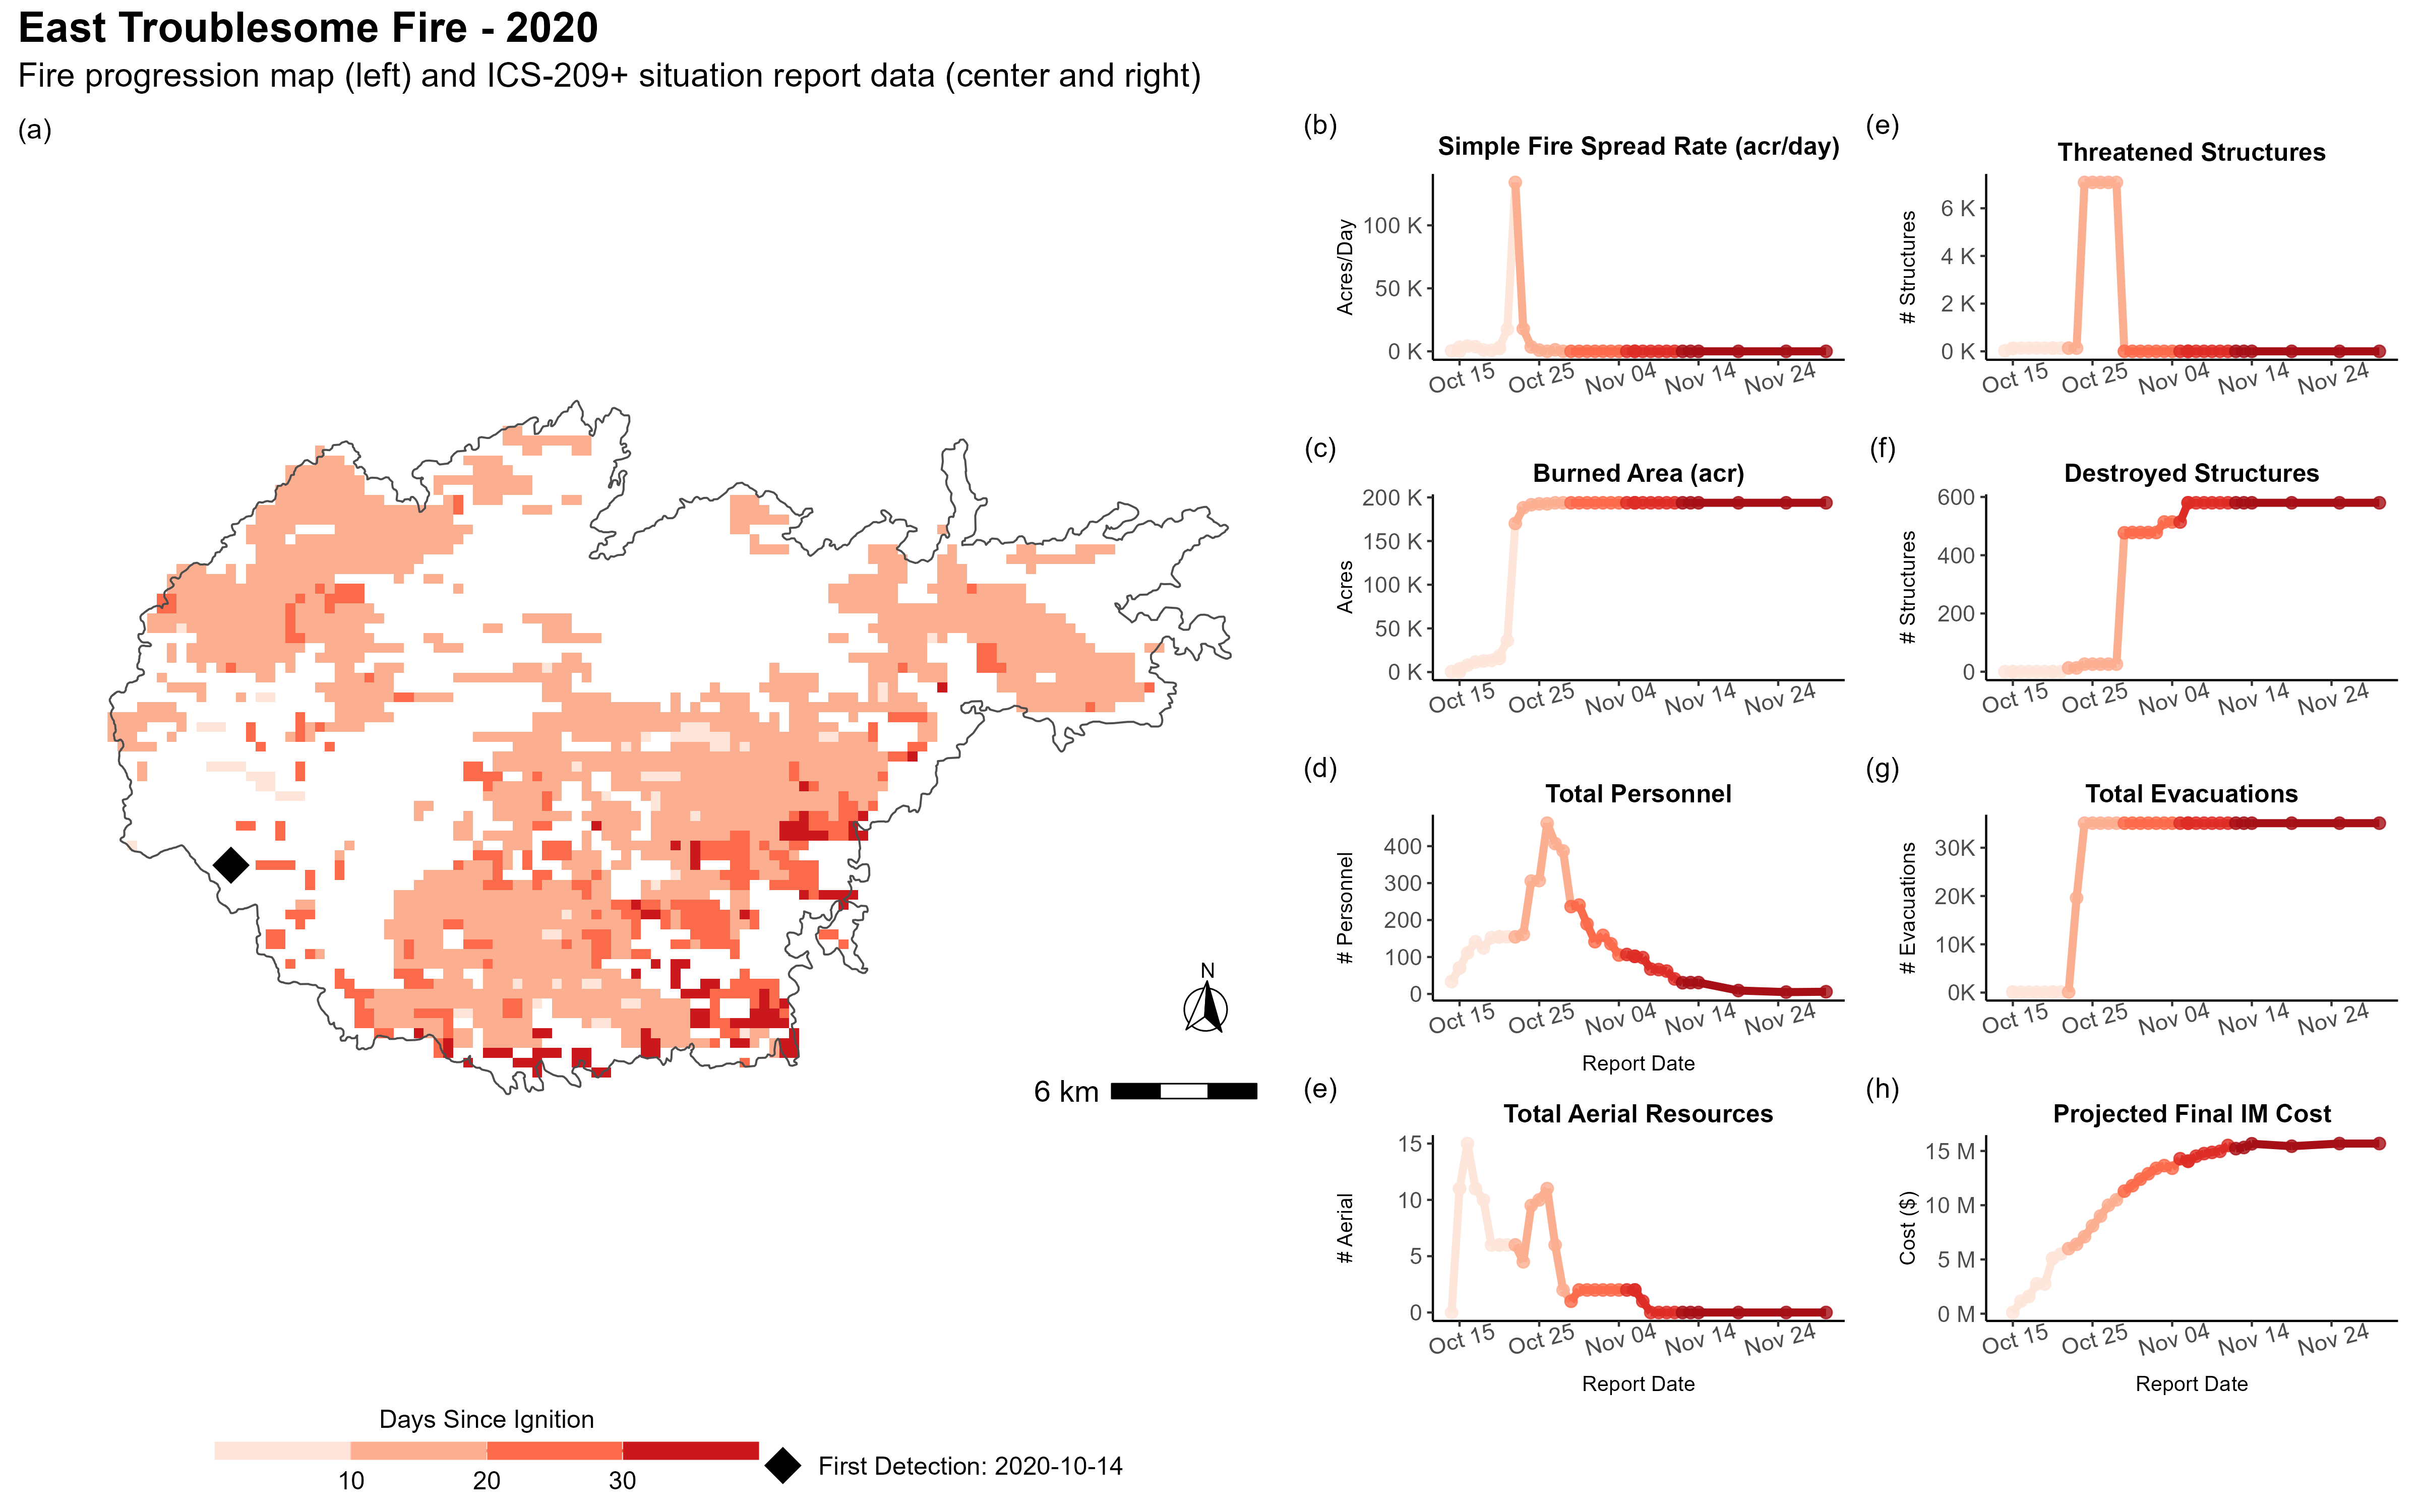 East Troublesome Fire - 2020
Fire progression map (left) and ICS-209+ situation report data (center and right)
(a)
N
6 km
Days Since Ignition
10 20 30
First Detection: 2020-10-14
(b)
Simple Fire Spread Rate (acr/day)
Acres/Day
100 K
50 K
0 K
Oct 15 Oct 25 Nov 04 Nov 14 Nov 24
(e)
Threatened Structures
# Structures
6 K
4 K
2 K
0 K
Oct 15 Oct 25 Nov 04 Nov 14 Nov 24
(c)
Burned Area (acr)
Acres
200 K
150 K
100 K
50 K
0 K
Oct 15 Oct 25 Nov 04 Nov 14 Nov 24
(f)
Destroyed Structures
# Structures
600
400
200
0
Oct 15 Oct 25 Nov 04 Nov 14 Nov 24
(d)
Total Personnel
# Personnel
400
300
200
100
0
Oct 15 Oct 25 Nov 04 Nov 14 Nov 24
Report Date
(g)
Total Evacuations
# Evacuations
30K
20K
10K
0K
Oct 15 Oct 25 Nov 04 Nov 14 Nov 24
(e)
Total Aerial Resources
# Aerial
15
10
5
0
Oct 15 Oct 25 Nov 04 Nov 14 Nov 24
Report Date
(h)
Projected Final IM Cost
Cost ($)
15 M
10 M
5 M
0 M
Oct 15 Oct 25 Nov 04 Nov 14 Nov 24
Report Date